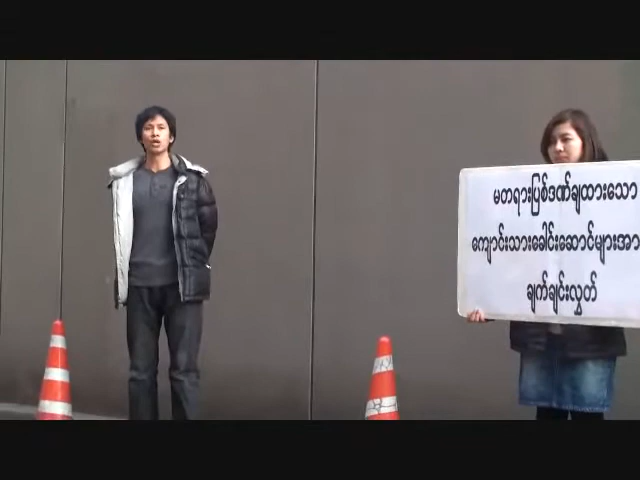 မတရားပြစ်ဒဏ်ချထားသော
ကျောင်းသားခေါင်းဆောင်များအား
ချက်ချင်းလွှတ်